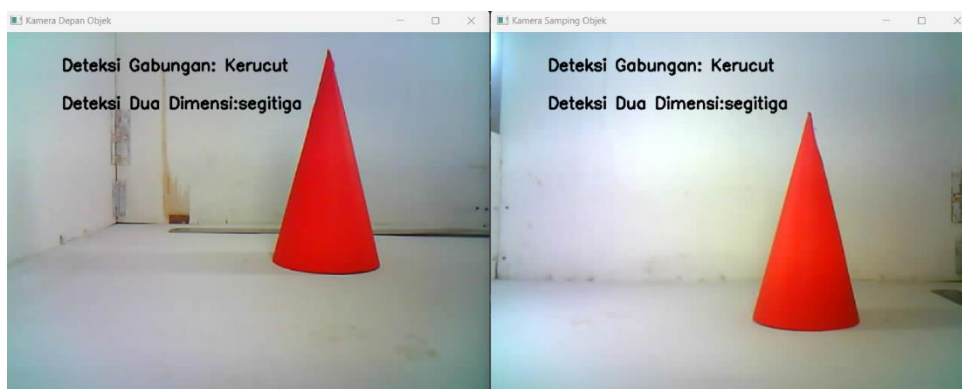 Kamera Depan Objek
Deteksi Gabungan: Kerucut
Deteksi Dua Dimensi:segitiga
Kamera Samping Objek
Deteksi Gabungan: Kerucut
Deteksi Dua Dimensi:segitiga